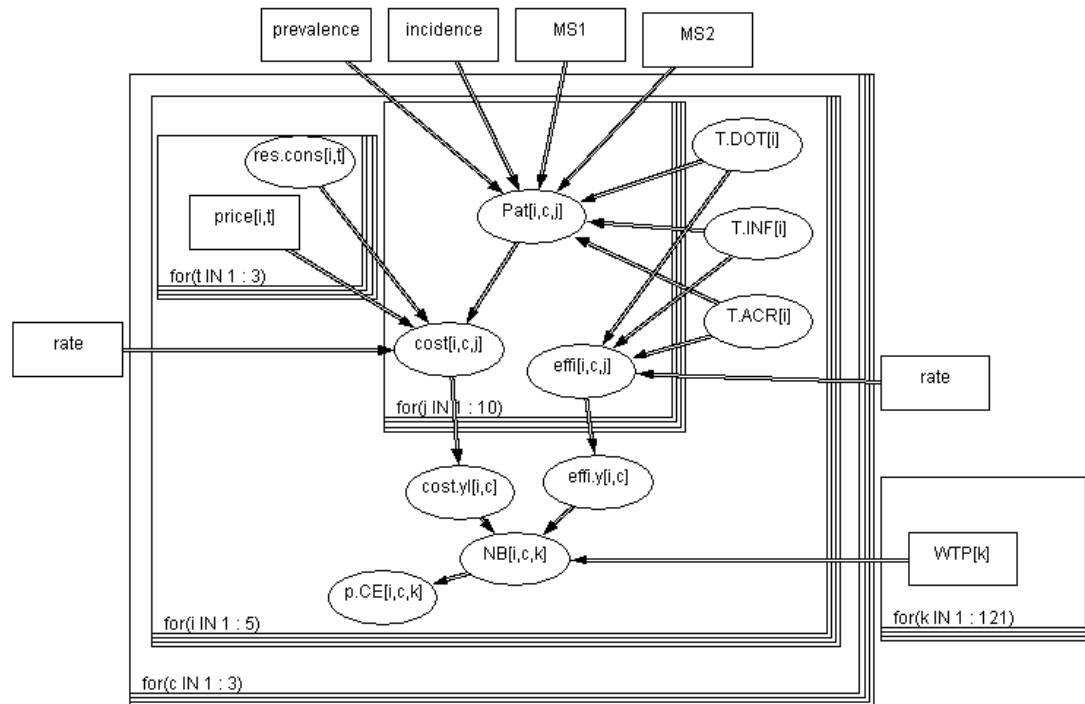 prevalence
incidence
MS1
MS2
res.cons[i,t]
T.DOT[i]
price[i,t]
Pat[i,c,j]
T.INF[i]
for(t IN 1 : 3)
T.ACR[i]
rate
cost[i,c,j]
effi[i,c,j]
rate
for(j IN 1 : 10)
cost.yl[i,c]
effi.y[i,c]
NB[i,c,k]
WTP[k]
p.CE[i,c,k]
for(i IN 1 : 5)
for(k IN 1 : 121)
for(c IN 1 : 3)